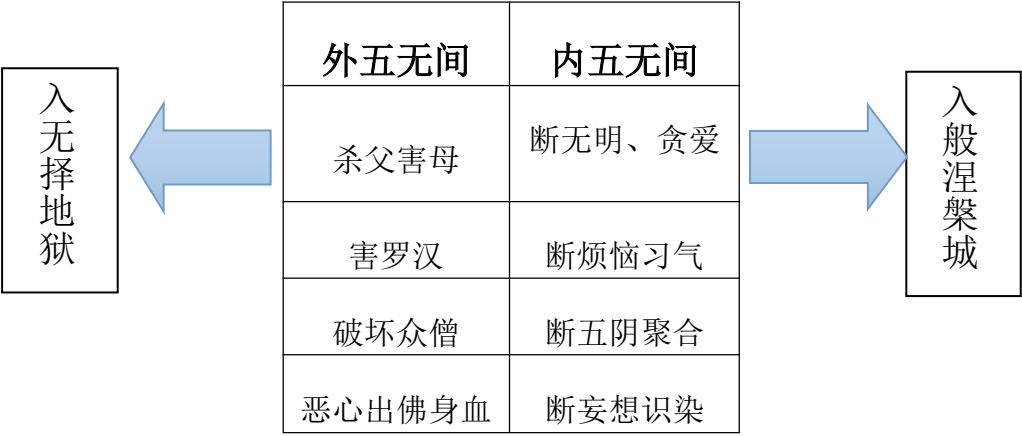 入无择地狱
外五无间 内五无间
杀父害母 断无明、贪爱
害罗汉 断烦恼习气
破坏众僧 断五阴聚合
恶心出佛身血 断妄想识染
入般涅槃城